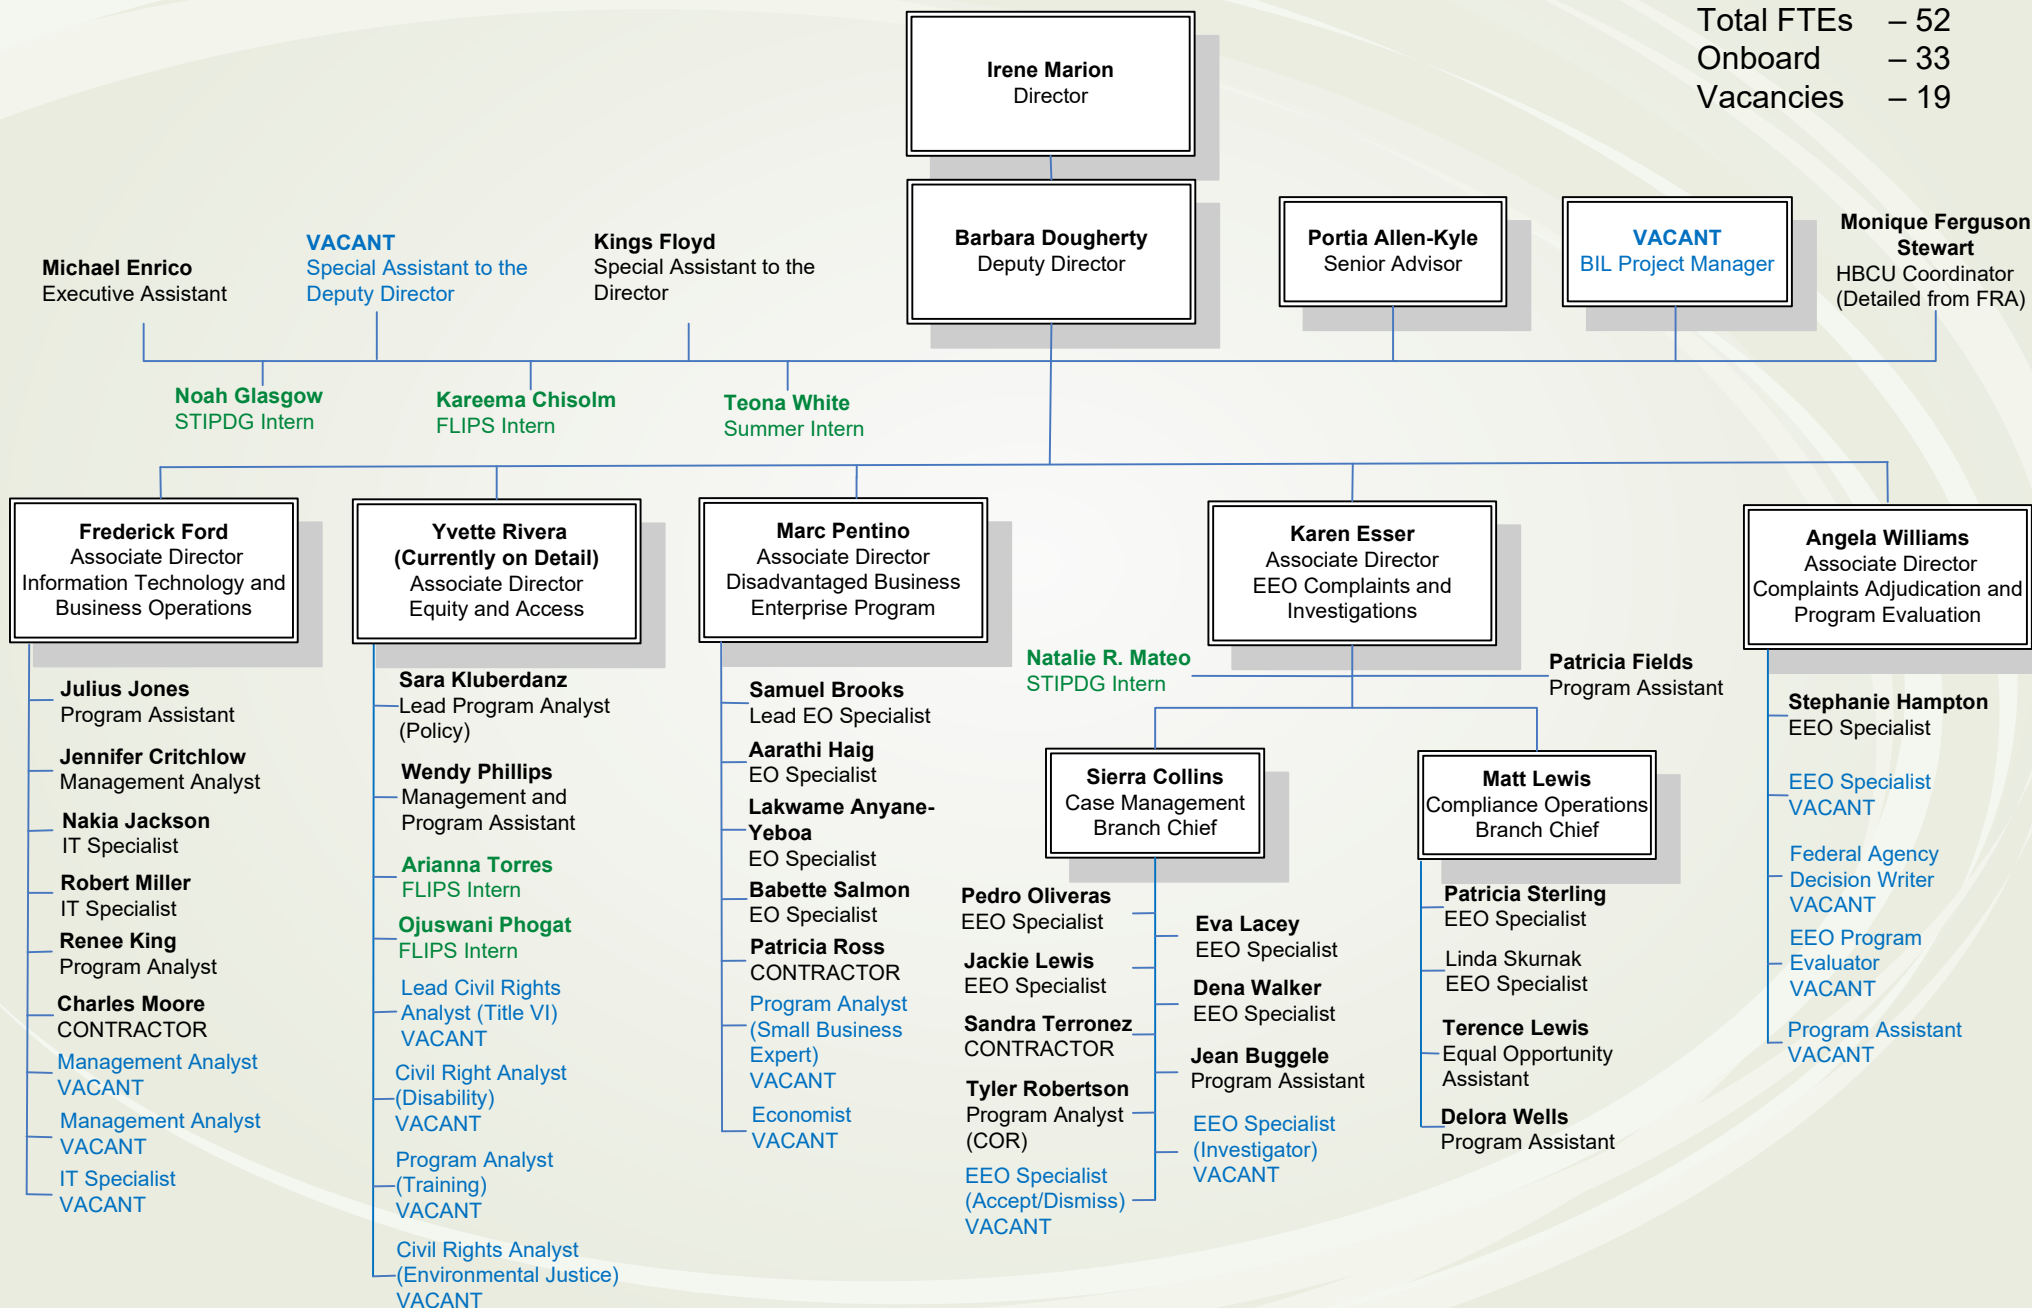 Total FTEs – 52
Onboard – 33
Vacancies – 19
Irene Marion
Director
Barbara Dougherty
Deputy Director
Michael Enrico
Executive Assistant
VACANT
Special Assistant to the
Deputy Director
Kings Floyd
Special Assistant to the
Director
Portia Allen-Kyle
Senior Advisor
VACANT
BIL Project Manager
Monique Ferguson
Stewart
HBCU Coordinator
(Detailed from FRA)
Noah Glasgow
STIPDG Intern
Kareema Chisolm
FLIPS Intern
Teona White
Summer Intern
Frederick Ford
Associate Director
Information Technology and
Business Operations
Julius Jones
Program Assistant
Jennifer Critchlow
Management Analyst
Nakia Jackson
IT Specialist
Robert Miller
IT Specialist
Renee King
Program Analyst
Charles Moore
CONTRACTOR
Management Analyst
VACANT
Management Analyst
VACANT
IT Specialist
VACANT
Yvette Rivera
(Currently on Detail)
Associate Director
Equity and Access
Sara Kluberdanz
Lead Program Analyst
(Policy)
Wendy Phillips
Management and
Program Assistant
Arianna Torres
FLIPS Intern
Ojuswani Phogat
FLIPS Intern
Lead Civil Rights
Analyst (Title VI)
VACANT
Civil Right Analyst
(Disability)
VACANT
Program Analyst
(Training)
VACANT
Civil Rights Analyst
(Environmental Justice)
VACANT
Marc Pentino
Associate Director
Disadvantaged Business
Enterprise Program
Samuel Brooks
Lead EO Specialist
Aarathi Haig
EO Specialist
Lakwame Anyane-
Yeboa
EO Specialist
Babette Salmon
EO Specialist
Patricia Ross
CONTRACTOR
Program Analyst
(Small Business
Expert)
VACANT
Economist
VACANT
Karen Esser
Associate Director
EEO Complaints and
Investigations
Natalie R. Mateo
STIPDG Intern
Patricia Fields
Program Assistant
Sierra Collins
Case Management
Branch Chief
Pedro Oliveras
EEO Specialist
Jackie Lewis
EEO Specialist
Sandra Terronez
CONTRACTOR
Tyler Robertson
Program Analyst
(COR)
EEO Specialist
(Accept/Dismiss)
VACANT
Eva Lacey
EEO Specialist
Dena Walker
EEO Specialist
Jean Buggele
Program Assistant
EEO Specialist
(Investigator)
VACANT
Matt Lewis
Compliance Operations
Branch Chief
Patricia Sterling
EEO Specialist
Linda Skurnak
EEO Specialist
Terence Lewis
Equal Opportunity
Assistant
Delora Wells
Program Assistant
Angela Williams
Associate Director
Complaints Adjudication and
Program Evaluation
Stephanie Hampton
EEO Specialist
EEO Specialist
VACANT
Federal Agency
Decision Writer
VACANT
EEO Program
Evaluator
VACANT
Program Assistant
VACANT